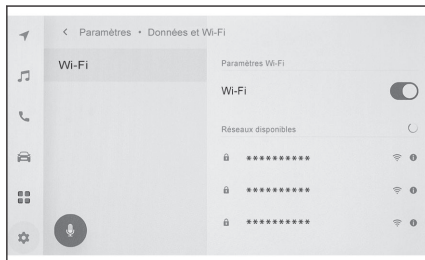 < Paramètres • Données et Wi-Fi
Wi-Fi
Paramètres Wi-Fi
Wi-Fi
Réseaux disponibles
**********
**********
**********